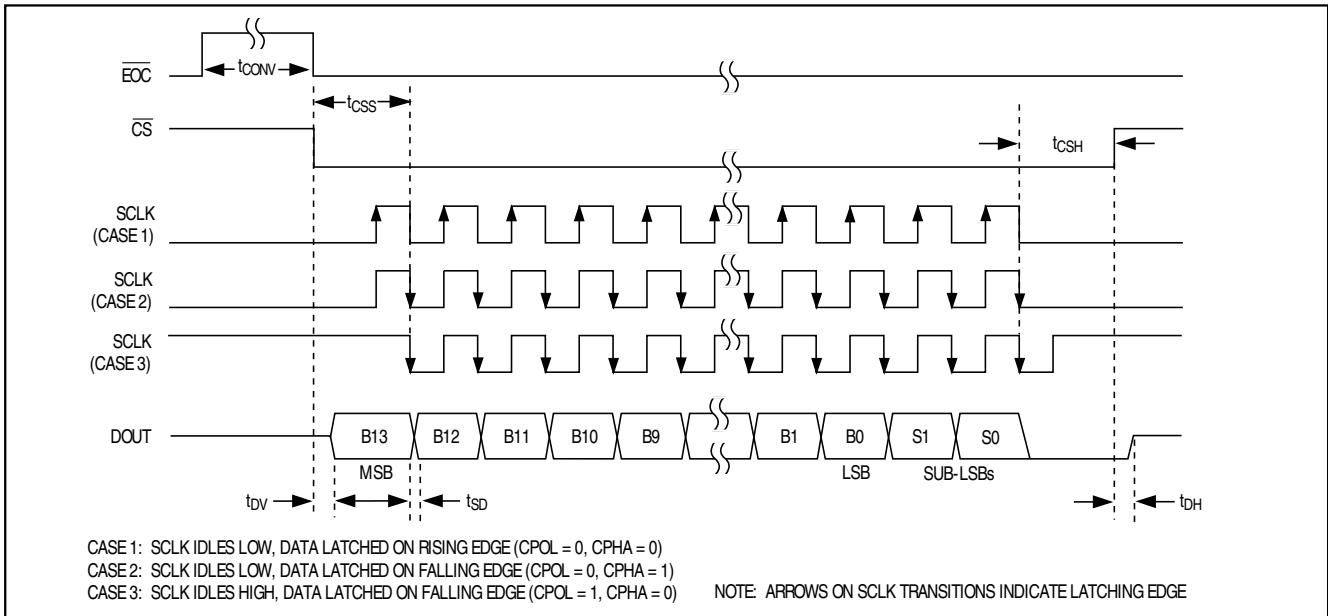 EOC
tCONV
tCSS
CS
tCSH
SCLK
(CASE 1)
SCLK
(CASE 2)
SCLK
(CASE 3)
DOUT
B13 B12 B11 B10 B9 B1 B0 S1 S0
MSB LSB SUB-LSBs
tDV tSD tDH
CASE 1: SCLK IDLES LOW, DATA LATCHED ON RISING EDGE (CPOL = 0, CPHA = 0)
CASE 2: SCLK IDLES LOW, DATA LATCHED ON FALLING EDGE (CPOL = 0, CPHA = 1)
CASE 3: SCLK IDLES HIGH, DATA LATCHED ON FALLING EDGE (CPOL = 1, CPHA = 0) NOTE: ARROWS ON SCLK TRANSITIONS INDICATE LATCHING EDGE